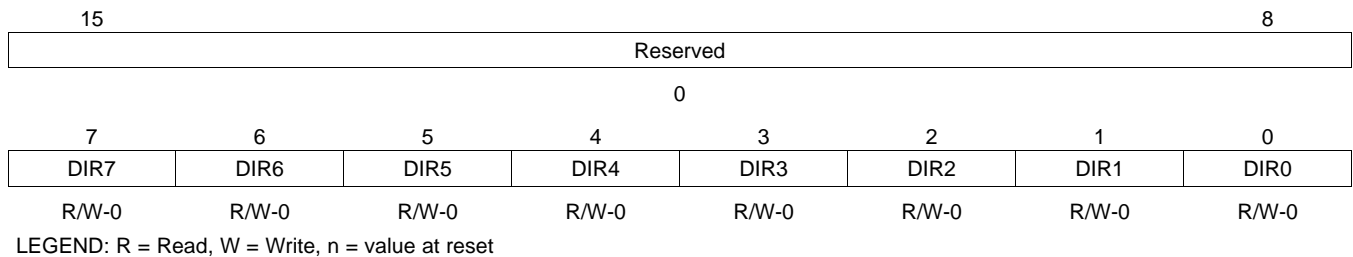 15 8
Reserved
0
7 6 5 4 3 2 1 0
DIR7 DIR6 DIR5 DIR4 DIR3 DIR2 DIR1 DIR0
R/W-0 R/W-0 R/W-0 R/W-0 R/W-0 R/W-0 R/W-0 R/W-0
LEGEND: R = Read, W = Write, n = value at reset